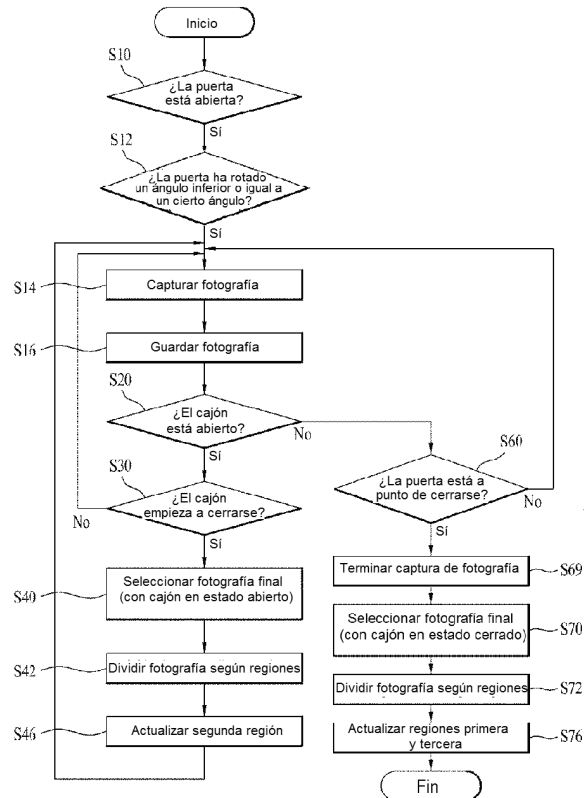 Inicio
S10
¿La puerta
está abierta?
Sí
S12
¿La puerta ha rotado
un ángulo inferior o igual a
un cierto ángulo?
Sí
S14
Capturar fotografía
S16
Guardar fotografía
S20
¿El cajón
está abierto?
No
Sí
S30
¿El cajón
empieza a cerrarse?
No
Sí
S60
¿La puerta está a
punto de cerrarse?
No
Sí
S40
Seleccionar fotografía final
(con cajón en estado abierto)
S42
Dividir fotografía según regiones
S46
Actualizar segunda región
Terminar captura de fotografía
S69
Seleccionar fotografía final
(con cajón en estado cerrado)
S70
Dividir fotografía según regiones
S72
Actualizar regiones primera
y tercera
S76
Fin